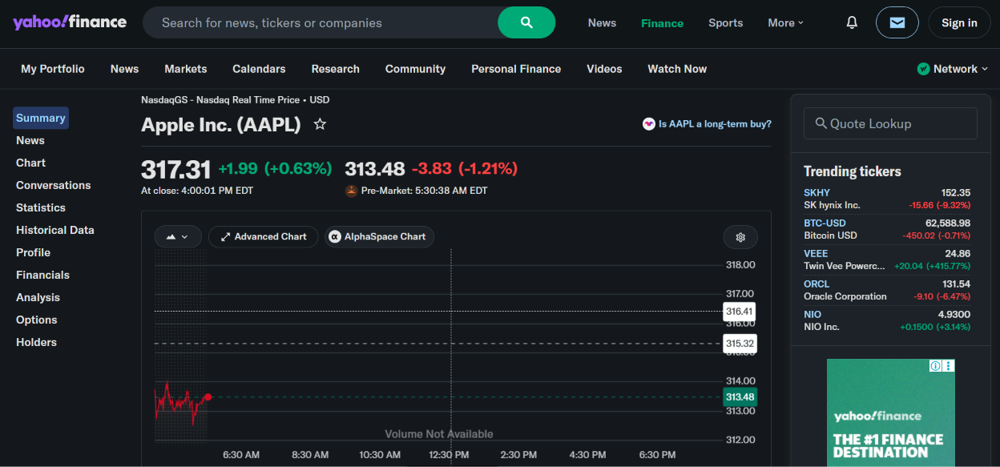 yahoo!finance
Search for news, tickers or companies
News Finance Sports More
Sign in
My Portfolio News Markets Calendars Research Community Personal Finance Videos Watch Now Network
Summary
News
Chart
Conversations
Statistics
Historical Data
Profile
Financials
Analysis
Options
Holders
NasdaqGS - Nasdaq Real Time Price • USD
Apple Inc. (AAPL)
Is AAPL a long-term buy?
317.31 +1.99 (+0.63%) 313.48 -3.83 (-1.21%)
At close: 4:00:01 PM EDT Pre-Market: 5:30:38 AM EDT
Advanced Chart AlphaSpace Chart
318.00
317.00
316.41
316.00
315.32
315.00
314.00
313.48
313.00
312.00
Volume Not Available
6:30 AM 8:30 AM 10:30 AM 12:30 PM 2:30 PM 4:30 PM 6:30 PM
Quote Lookup
Trending tickers
SKHY 152.35
SK hynix Inc. -15.66 (-9.32%)
BTC-USD 62,588.98
Bitcoin USD -450.02 (-0.71%)
VEEE 24.86
Twin Vee Powerc... +20.04 (+415.77%)
ORCL 131.54
Oracle Corporation -9.10 (-6.47%)
NIO 4.9300
NIO Inc. +0.1500 (+3.14%)
yahoo!finance
THE #1 FINANCE
DESTINATION